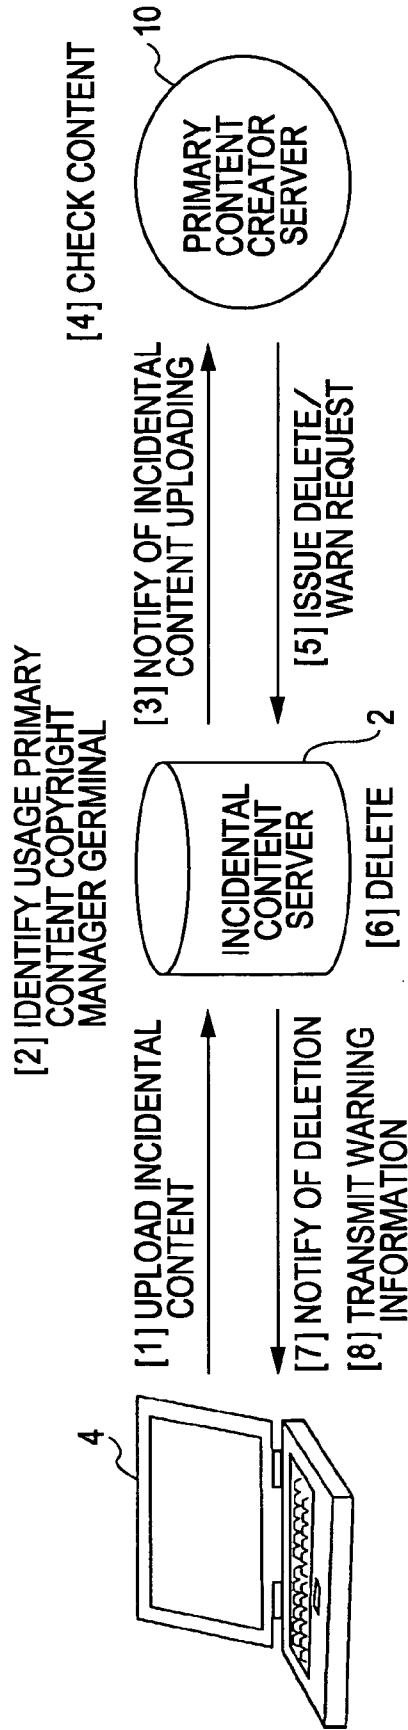 4
[1] UPLOAD INCIDENTAL
CONTENT
[2] IDENTIFY USAGE PRIMARY
CONTENT COPYRIGHT
MANAGER GERMINAL
INCIDENTAL
CONTENT
SERVER
2
[3] NOTIFY OF INCIDENTAL
CONTENT UPLOADING
[4] CHECK CONTENT
PRIMARY
CONTENT
CREATOR
SERVER
10
[5] ISSUE DELETE/
WARN REQUEST
[6] DELETE
[7] NOTIFY OF DELETION
[8] TRANSMIT WARNING
INFORMATION